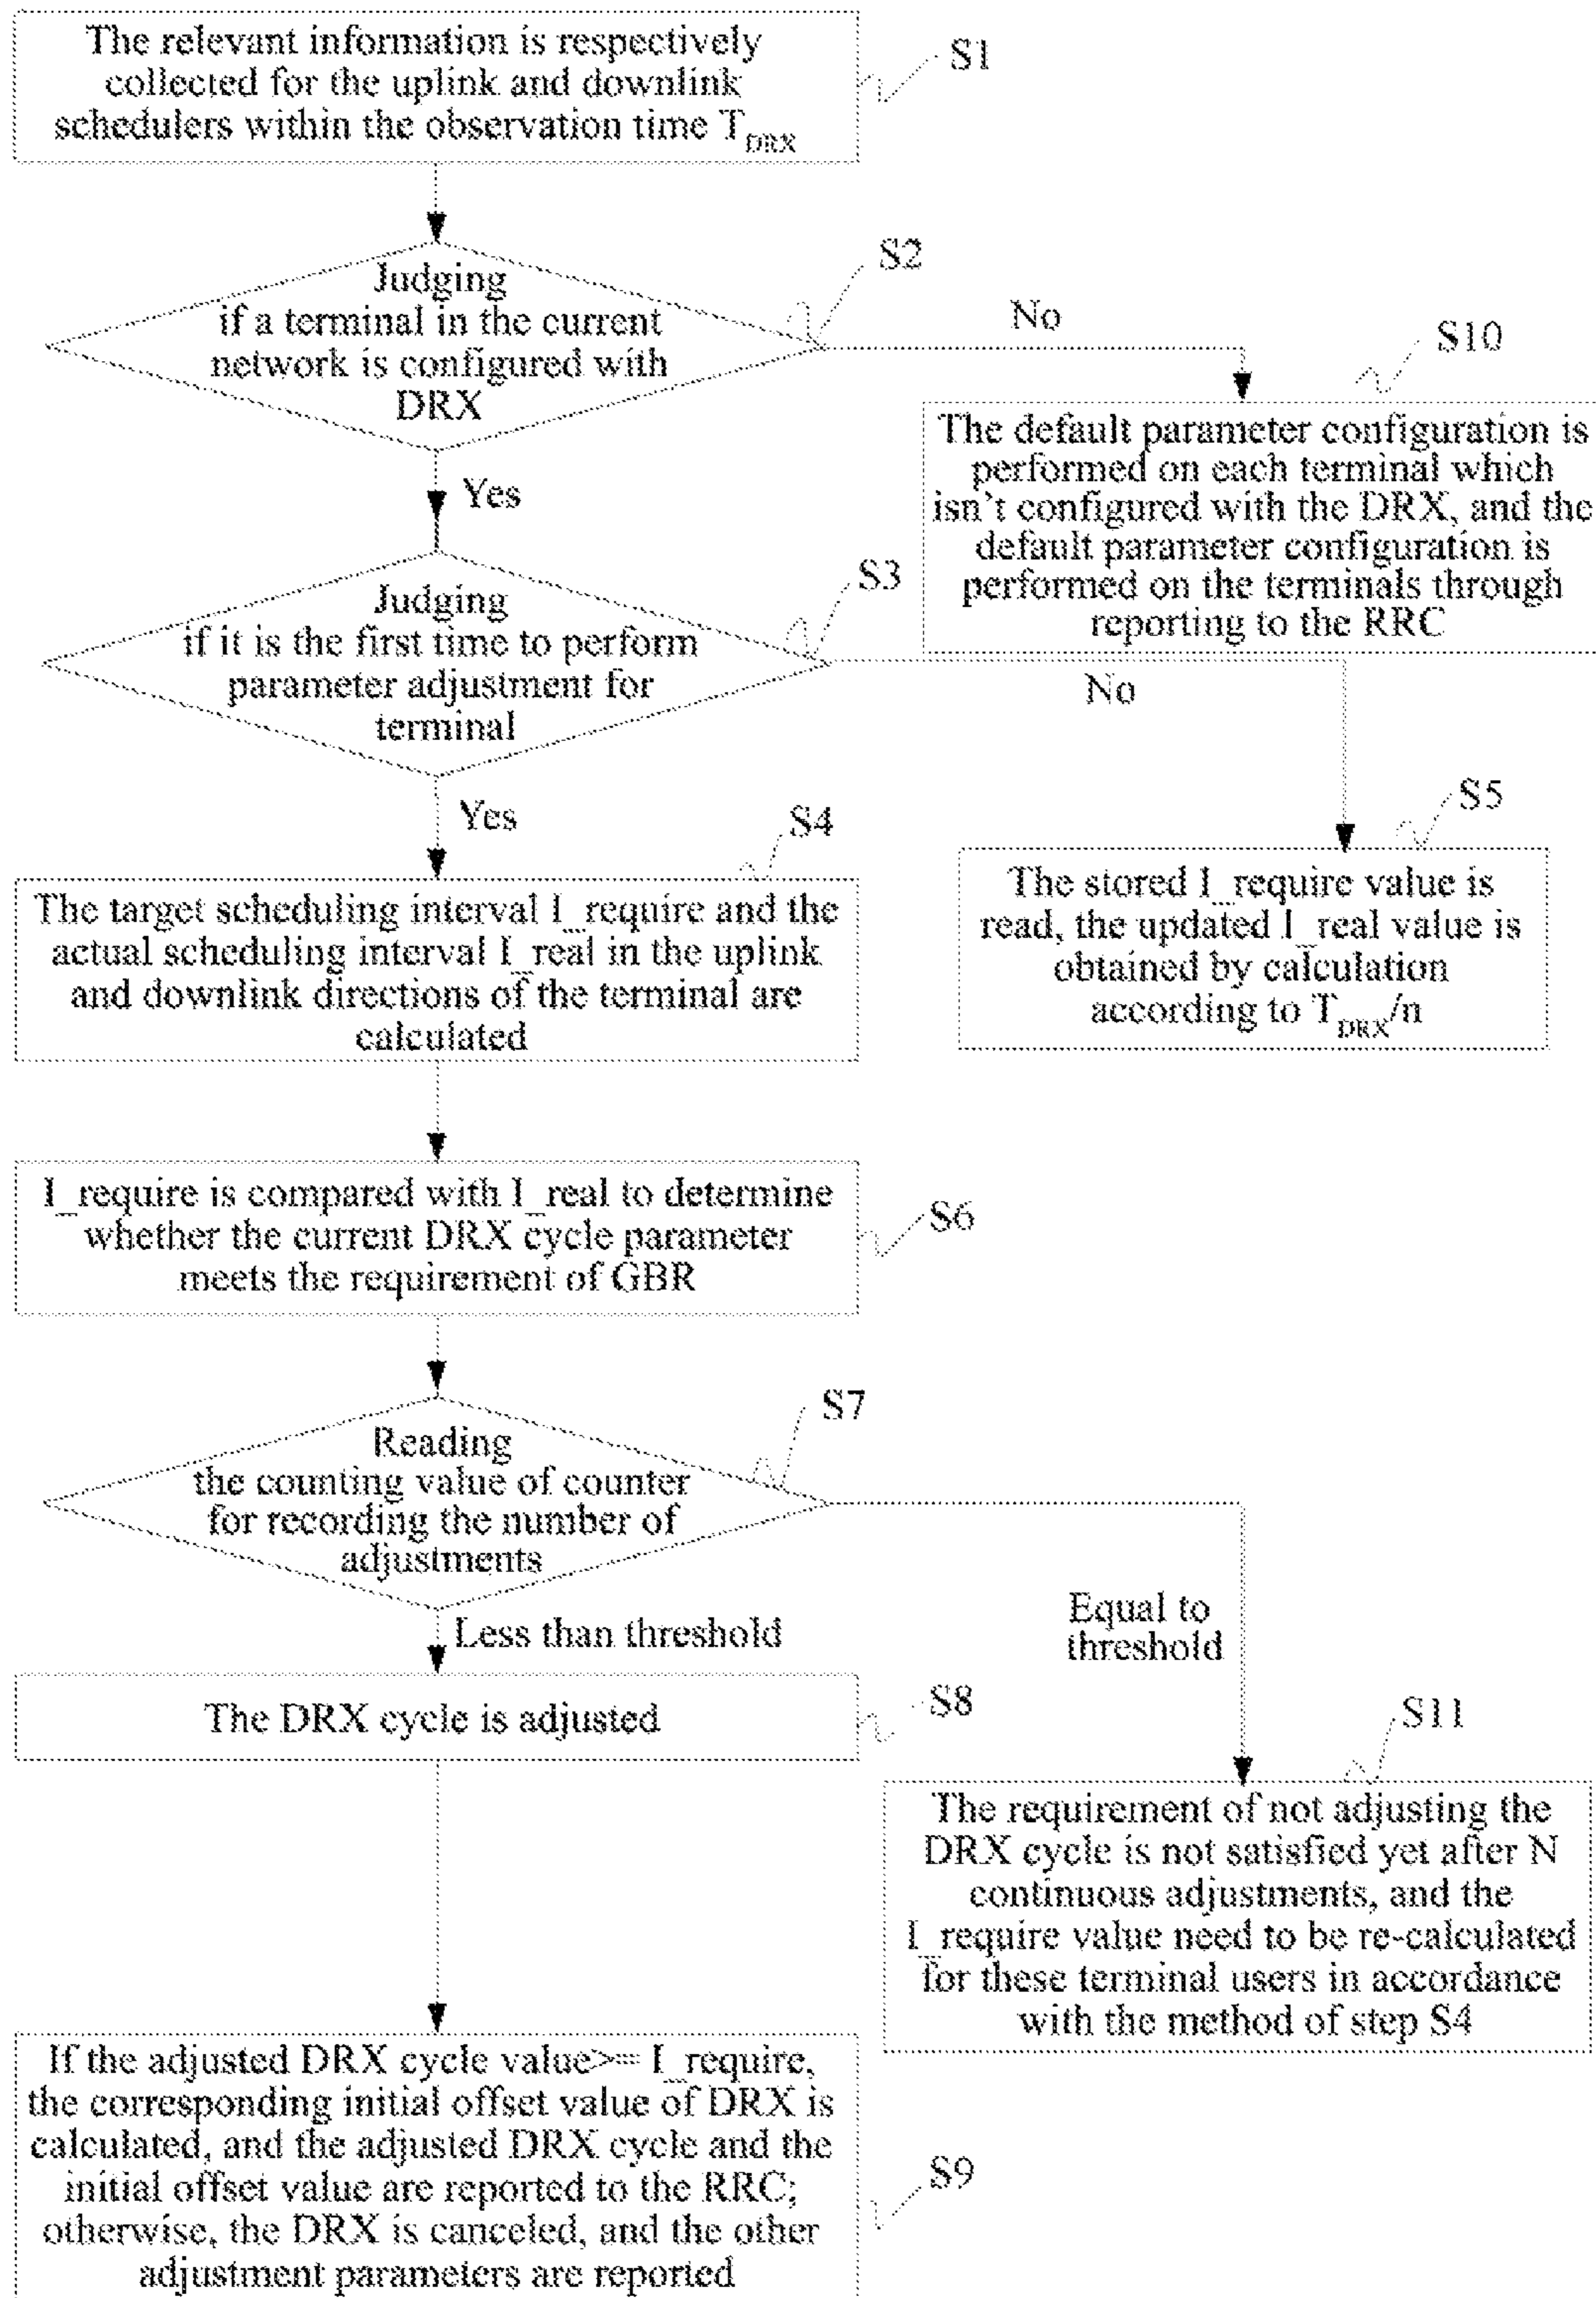 The relevant information is respectively
collected for the uplink and downlink
schedulers within the observation time T_DRX
S1
Judging
if a terminal in the current
network is configured with
DRX
S2
No
Yes
S10
The default parameter configuration is
performed on each terminal which
isn't configured with the DRX, and the
default parameter configuration is
performed on the terminals through
reporting to the RRC
Judging
if it is the first time to perform
parameter adjustment for
terminal
S3
No
Yes
S4
The target scheduling interval I_require and the
actual scheduling interval I_real in the uplink
and downlink directions of the terminal are
calculated
S5
The stored I_require value is
read, the updated I_real value is
obtained by calculation
according to T_DRX/n
I_require is compared with I_real to determine
whether the current DRX cycle parameter
meets the requirement of GBR
S6
Reading
the counting value of counter
for recording the number of
adjustments
S7
Less than threshold
Equal to
threshold
The DRX cycle is adjusted
S8
S11
The requirement of not adjusting the
DRX cycle is not satisfied yet after N
continuous adjustments, and the
I_require value need to be re-calculated
for these terminal users in accordance
with the method of step S4
If the adjusted DRX cycle value>= I_require,
the corresponding initial offset value of DRX is
calculated, and the adjusted DRX cycle and the
initial offset value are reported to the RRC;
otherwise, the DRX is canceled, and the other
adjustment parameters are reported
S9